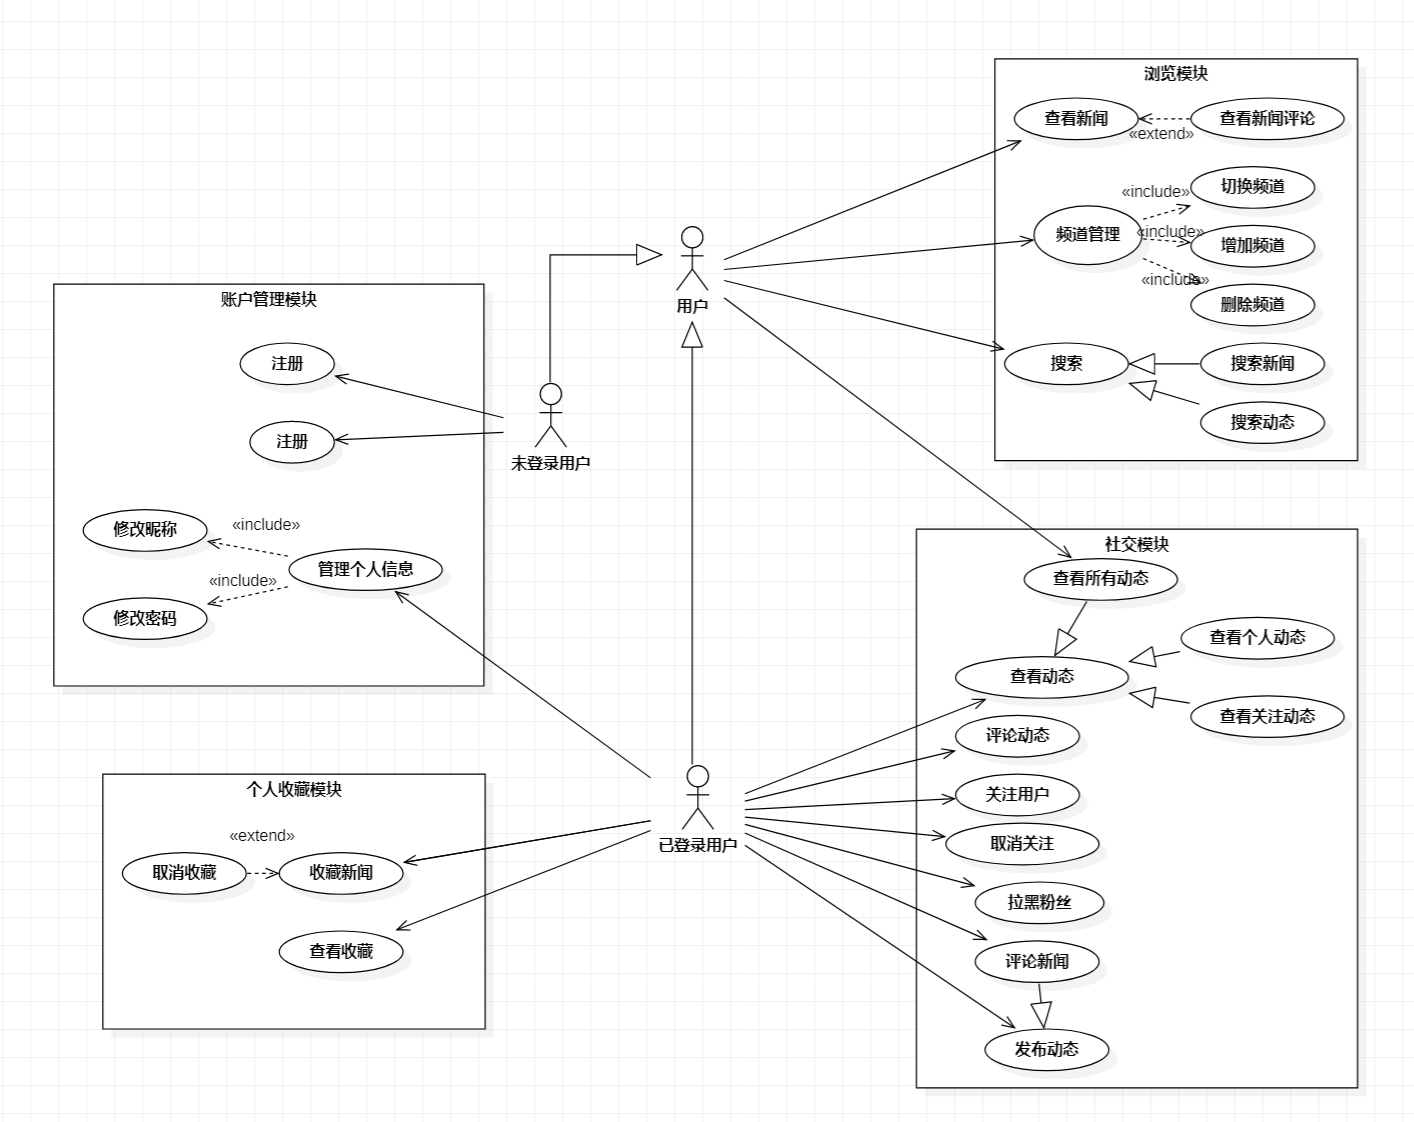 浏览模块
查看新闻
查看新闻评论
«extend»
切换频道
«include»
频道管理
«include»
增加频道
«include»
删除频道
搜索
搜索新闻
搜索动态
用户
账户管理模块
注册
注册
未登录用户
修改昵称
«include»
管理个人信息
«include»
修改密码
社交模块
查看所有动态
查看个人动态
查看动态
查看关注动态
评论动态
关注用户
取消关注
拉黑粉丝
评论新闻
发布动态
已登录用户
个人收藏模块
«extend»
取消收藏
收藏新闻
查看收藏